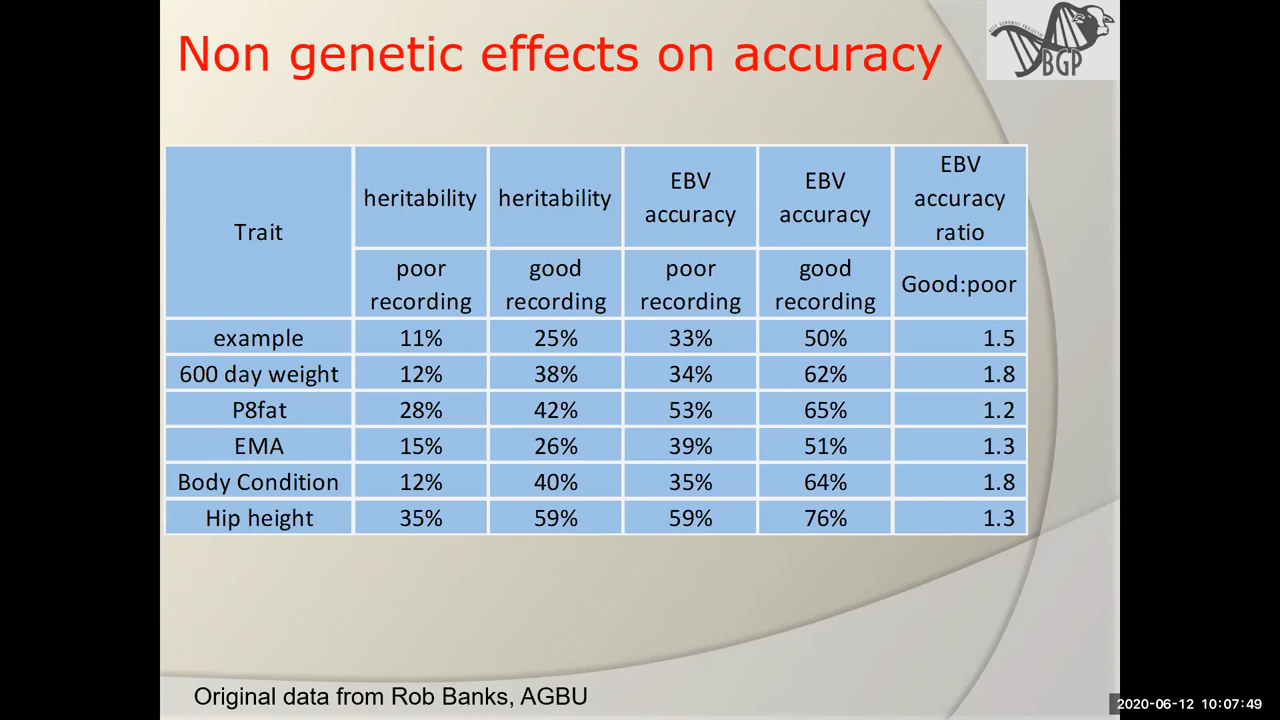 Non genetic effects on accuracy
BGP
Trait heritability heritability EBV accuracy EBV accuracy EBV accuracy ratio
poor recording good recording poor recording good recording Good:poor
example 11% 25% 33% 50% 1.5
600 day weight 12% 38% 34% 62% 1.8
P8fat 28% 42% 53% 65% 1.2
EMA 15% 26% 39% 51% 1.3
Body Condition 12% 40% 35% 64% 1.8
Hip height 35% 59% 59% 76% 1.3
Original data from Rob Banks, AGBU
2020-06-12 10:07:49